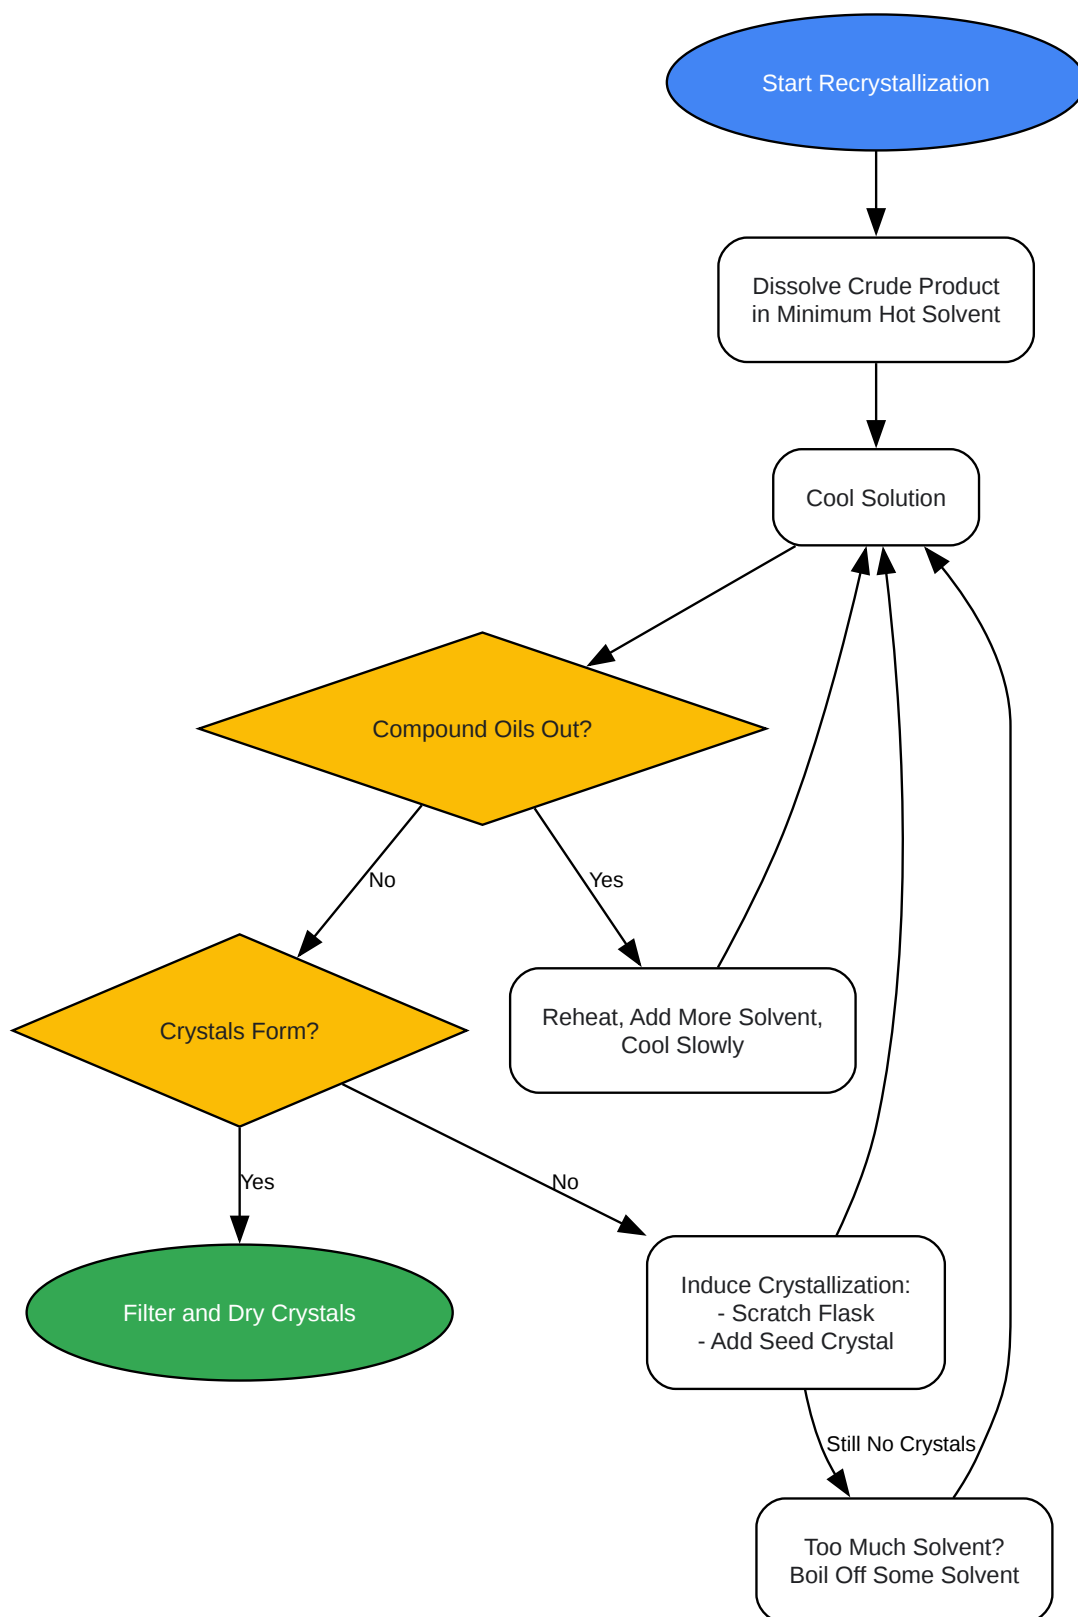 Start Recrystallization
Dissolve Crude Product
in Minimum Hot Solvent
Cool Solution
Compound Oils Out?
No
Yes
Crystals Form?
Reheat, Add More Solvent,
Cool Slowly
Yes
No
Filter and Dry Crystals
Induce Crystallization:
- Scratch Flask
- Add Seed Crystal
Still No Crystals
Too Much Solvent?
Boil Off Some Solvent